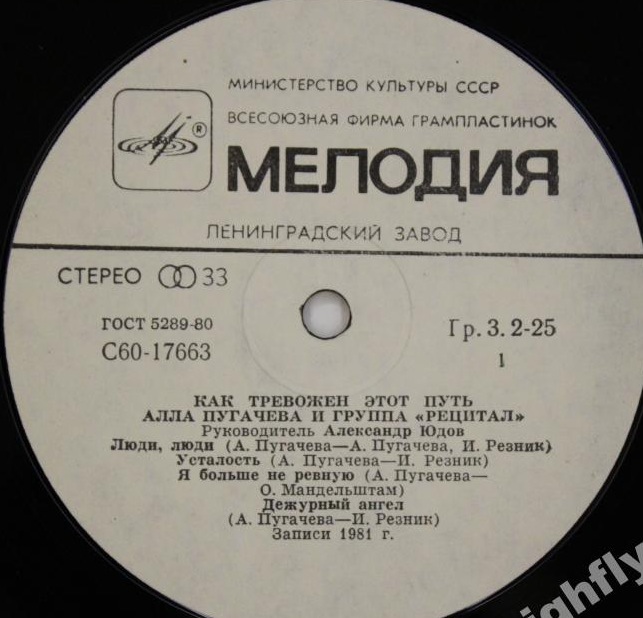 МИНИСТЕРСТВО КУЛЬТУРЫ СССР
ВСЕСОЮЗНАЯ ФИРМА ГРАМПЛАСТИНОК
®
МЕЛОДИЯ
ЛЕНИНГРАДСКИЙ ЗАВОД
СТЕРЕО 33
ГОСТ 5289-80
Гр. 3. 2-25
С60-17663
1
КАК ТРЕВОЖЕН ЭТОТ ПУТЬ
АЛЛА ПУГАЧЕВА И ГРУППА «РЕЦИТАЛ»
Руководитель Александр Юдов
Люди, люди (А. Пугачева—А. Пугачева, И. Резник)
Усталость (А. Пугачева—И. Резник)
Я больше не ревную (А. Пугачева—
О. Мандельштам)
Дежурный ангел
(А. Пугачева—И. Резник)
Записи 1981 г.